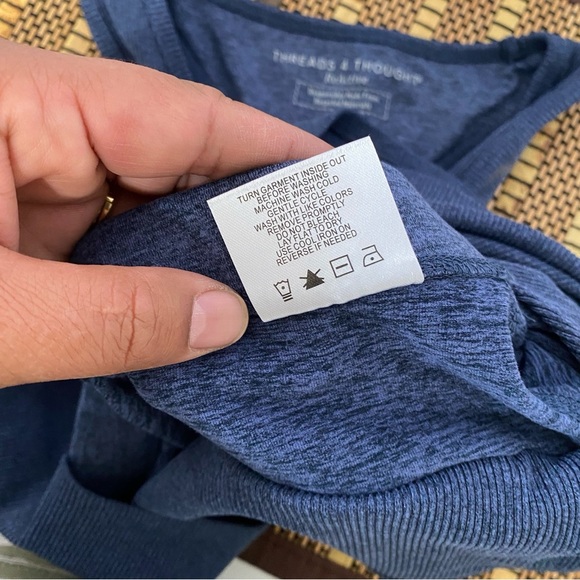 THREADS 4 THOUGHT
TURN GARMENT INSIDE OUT
BEFORE WASHING
MACHINE WASH COLD
GENTLE CYCLE
WASH WITH LIKE COLORS
REMOVE PROMPTLY
DO NOT BLEACH
LAY FLAT TO DRY
USE COOL IRON ON
REVERSE IF NEEDED